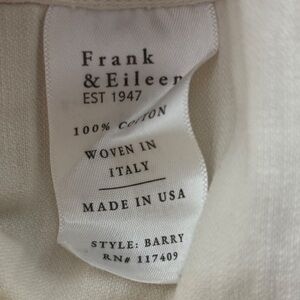 Frank
& Eileen
EST 1947
100% COTTON
WOVEN IN
ITALY
MADE IN USA
STYLE: BARRY
RN# 117409